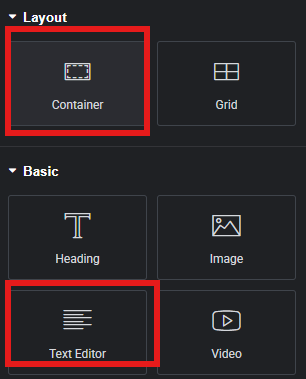 Layout
Container
Grid
Basic
Heading
Image
Text Editor
Video